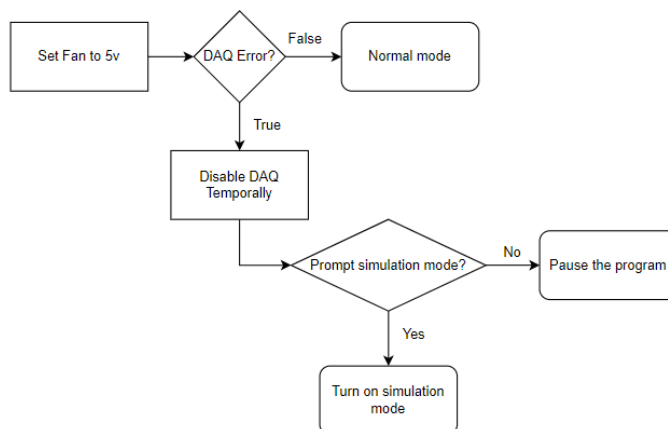 Set Fan to 5v
DAQ Error?
False
Normal mode
True
Disable DAQ
Temporally
Prompt simulation mode?
No
Pause the program
Yes
Turn on simulation
mode